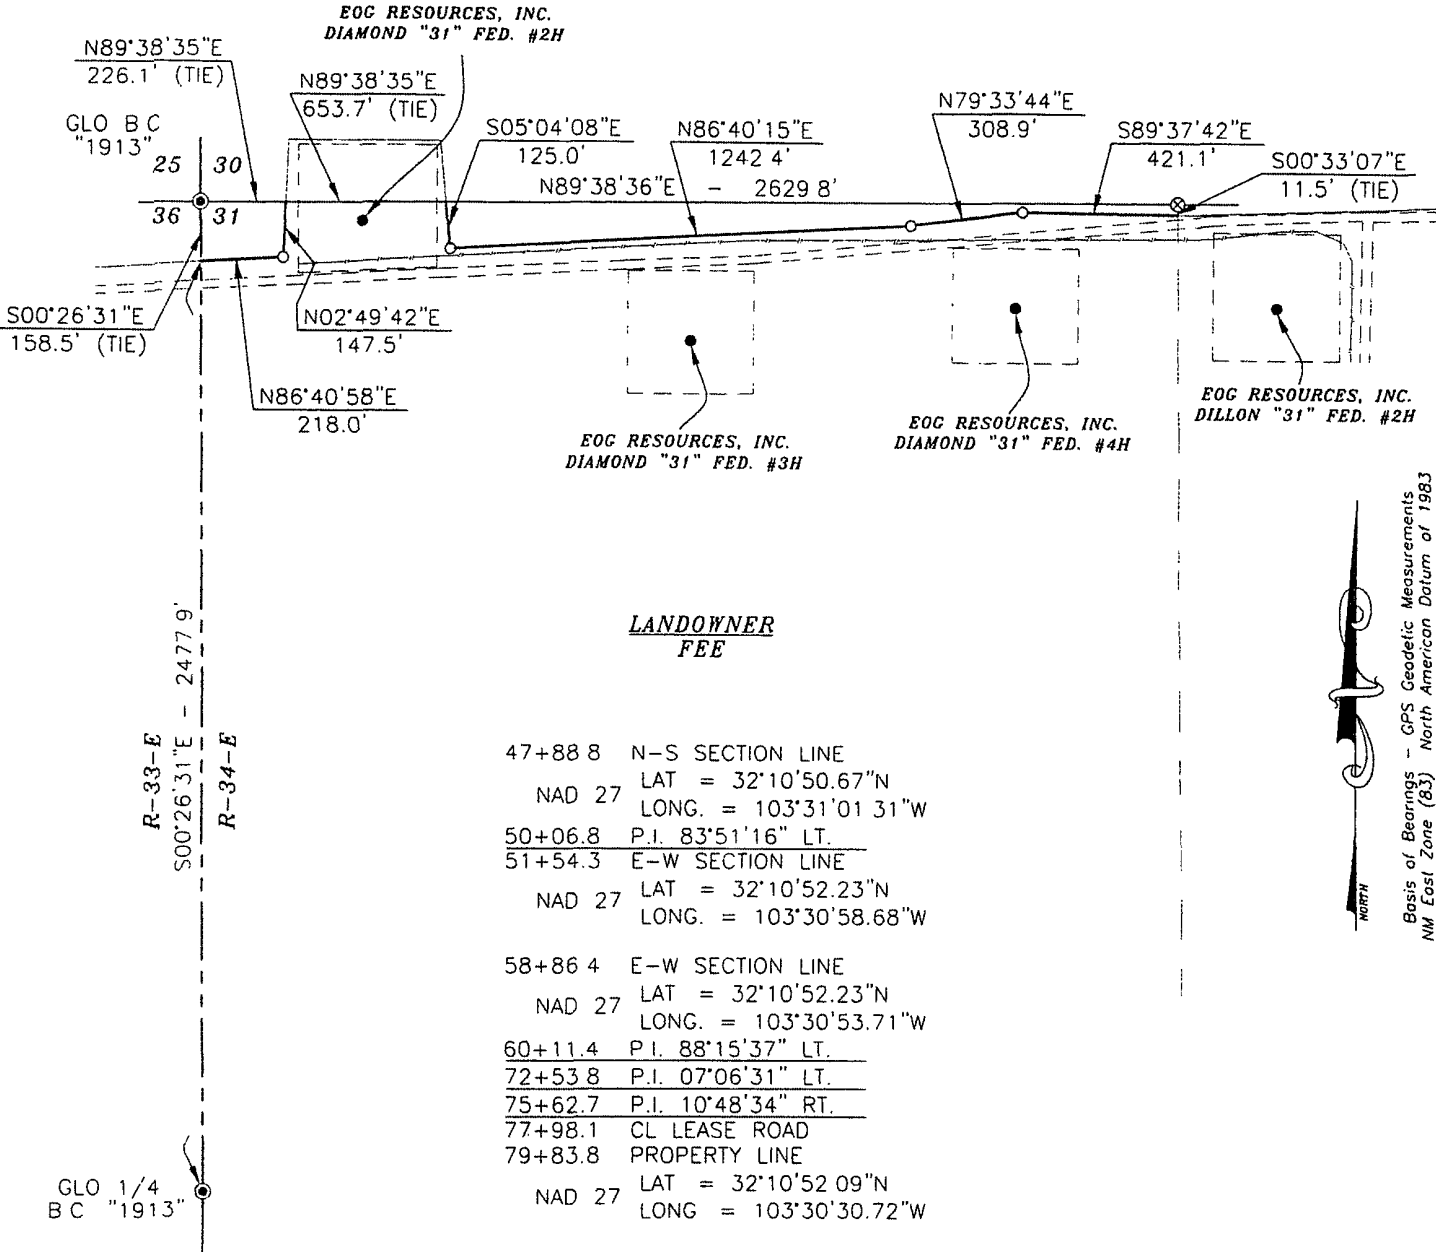 EOG RESOURCES, INC.
DIAMOND "31" FED. #2H
N89°38'35"E
226.1' (TIE)
N89°38'35"E
653.7' (TIE)
GLO B C
"1913"
25 30
36 31
S05°04'08"E
125.0'
N86°40'15"E
1242 4'
N89°38'36"E - 2629 8'
N79°33'44"E
308.9'
S89°37'42"E
421.1'
S00°33'07"E
11.5' (TIE)
S00°26'31"E
158.5' (TIE)
N02°49'42"E
147.5'
N86°40'58"E
218.0'
EOG RESOURCES, INC.
DIAMOND "31" FED. #3H
EOG RESOURCES, INC.
DIAMOND "31" FED. #4H
EOG RESOURCES, INC.
DILLON "31" FED. #2H
LANDOWNER
FEE
R-33-E
S00°26'31"E - 2477 9'
R-34-E
47+88 8 N-S SECTION LINE
NAD 27 LAT = 32°10'50.67"N
LONG. = 103°31'01 31"W
50+06.8 P.I. 83°51'16" LT.
51+54.3 E-W SECTION LINE
NAD 27 LAT = 32°10'52.23"N
LONG. = 103°30'58.68"W
58+86 4 E-W SECTION LINE
NAD 27 LAT = 32°10'52.23"N
LONG. = 103°30'53.71"W
60+11.4 P.I. 88°15'37" LT.
72+53 8 P.I. 07°06'31" LT.
75+62.7 P.I. 10°48'34" RT.
77+98.1 CL LEASE ROAD
79+83.8 PROPERTY LINE
NAD 27 LAT = 32°10'52 09"N
LONG = 103°30'30.72"W
GLO 1/4
B C "1913"
NORTH
Basis of Bearings - GPS Geodetic Measurements
NM East Zone (83) North American Datum of 1983